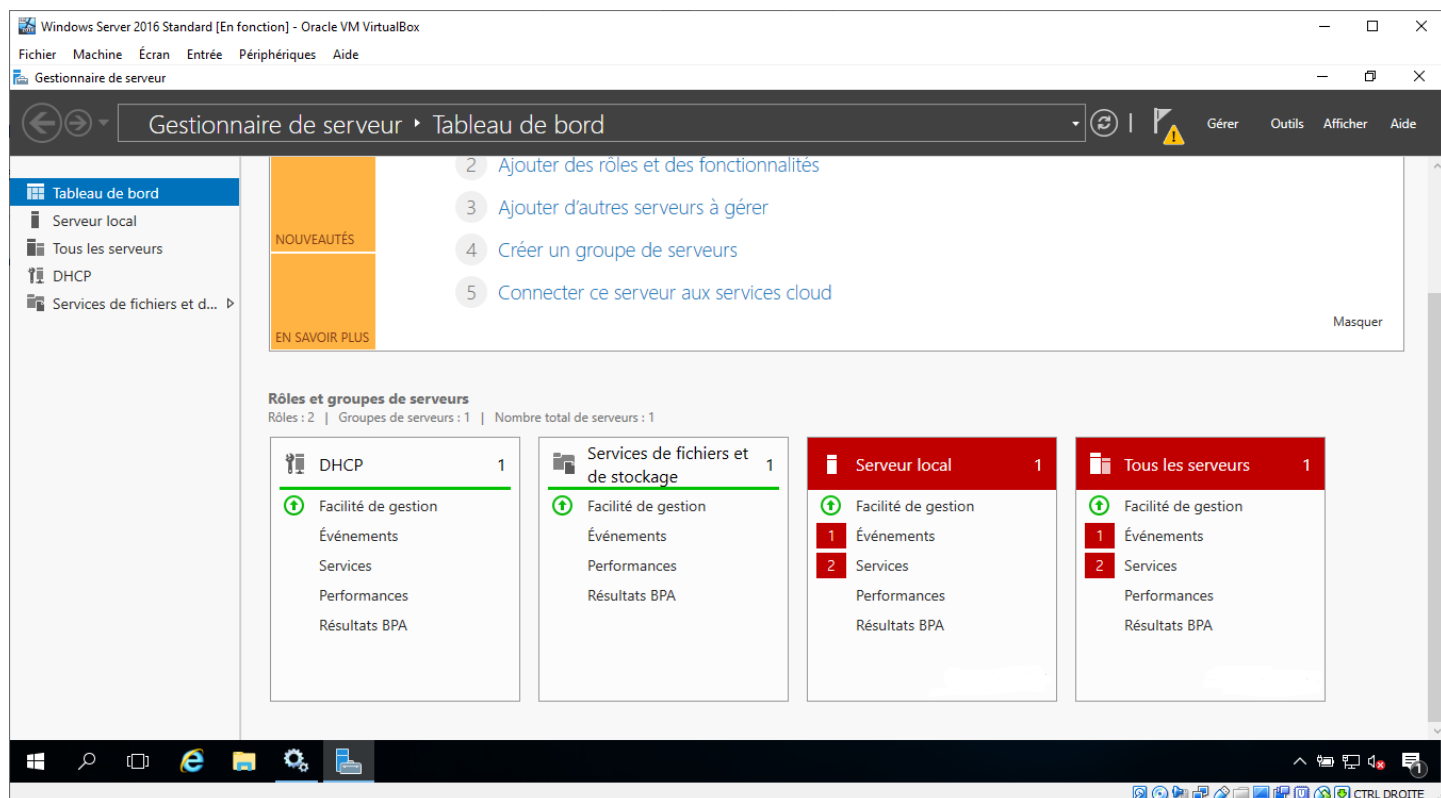 Windows Server 2016 Standard [En fonction] - Oracle VM VirtualBox
Fichier Machine Écran Entrée Périphériques Aide
Gestionnaire de serveur
Gestionnaire de serveur ‣ Tableau de bord
Gérer Outils Afficher Aide
Tableau de bord
Serveur local
Tous les serveurs
DHCP
Services de fichiers et d...
NOUVEAUTÉS
EN SAVOIR PLUS
2 Ajouter des rôles et des fonctionnalités
3 Ajouter d’autres serveurs à gérer
4 Créer un groupe de serveurs
5 Connecter ce serveur aux services cloud
Masquer
Rôles et groupes de serveurs
Rôles : 2 | Groupes de serveurs : 1 | Nombre total de serveurs : 1
DHCP 1
Facilité de gestion
Événements
Services
Performances
Résultats BPA
Services de fichiers et
de stockage 1
Facilité de gestion
Événements
Performances
Résultats BPA
Serveur local 1
Facilité de gestion
1 Événements
2 Services
Performances
Résultats BPA
Tous les serveurs 1
Facilité de gestion
1 Événements
2 Services
Performances
Résultats BPA
1
CTRL DROITE